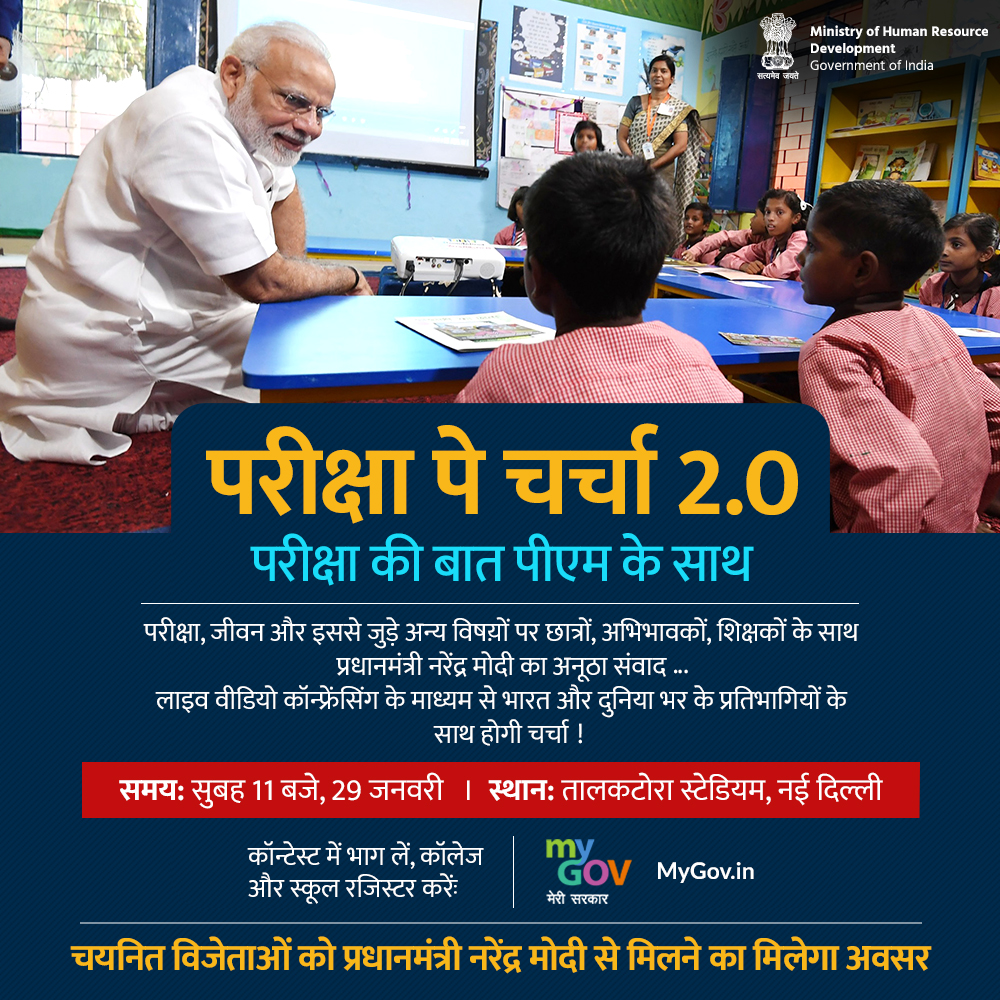 Ministry of Human Resource
Development
Government of India
सत्यमेव जयते
परीक्षा पे चर्चा 2.0
परीक्षा की बात पीएम के साथ
परीक्षा, जीवन और इससे जुड़े अन्य विषय़ों पर छात्रों, अभिभावकों, शिक्षकों के साथ
प्रधानमंत्री नरेंद्र मोदी का अनूठा संवाद ...
लाइव वीडियो कॉन्फ्रेंसिंग के माध्यम से भारत और दुनिया भर के प्रतिभागियों के
साथ होगी चर्चा !
समय: सुबह 11 बजे, 29 जनवरी । स्थान: तालकटोरा स्टेडियम, नई दिल्ली
कॉन्टेस्ट में भाग लें, कॉलेज
और स्कूल रजिस्टर करेंः
my
GOV
मेरी सरकार
MyGov.in
चयनित विजेताओं को प्रधानमंत्री नरेंद्र मोदी से मिलने का मिलेगा अवसर